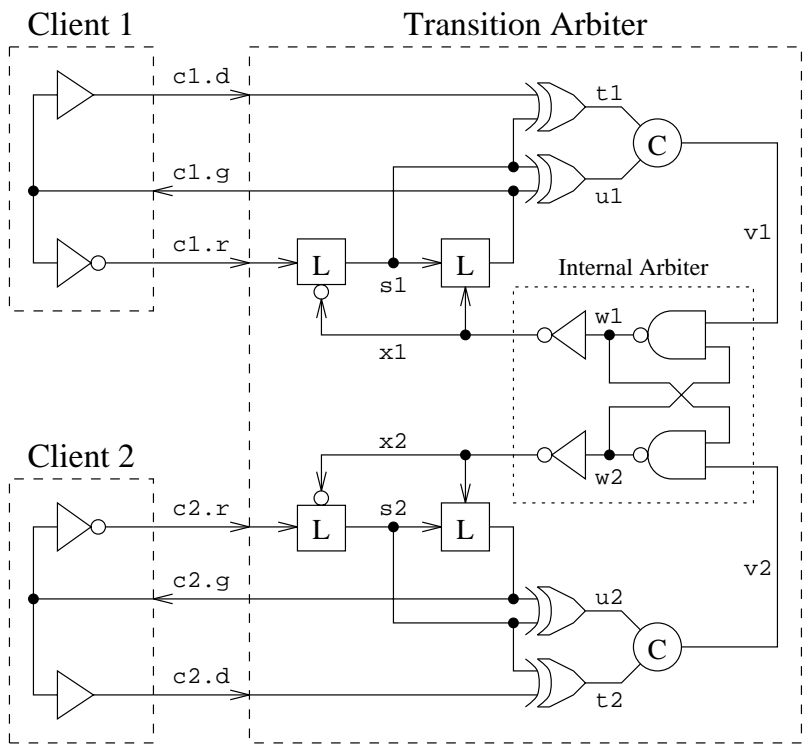 Client 1
Transition Arbiter
c1.d
t1
C
c1.g
u1
v1
c1.r
L
L
s1
Internal Arbiter
w1
x1
x2
Client 2
w2
c2.r
s2
L
L
v2
c2.g
u2
C
c2.d
t2